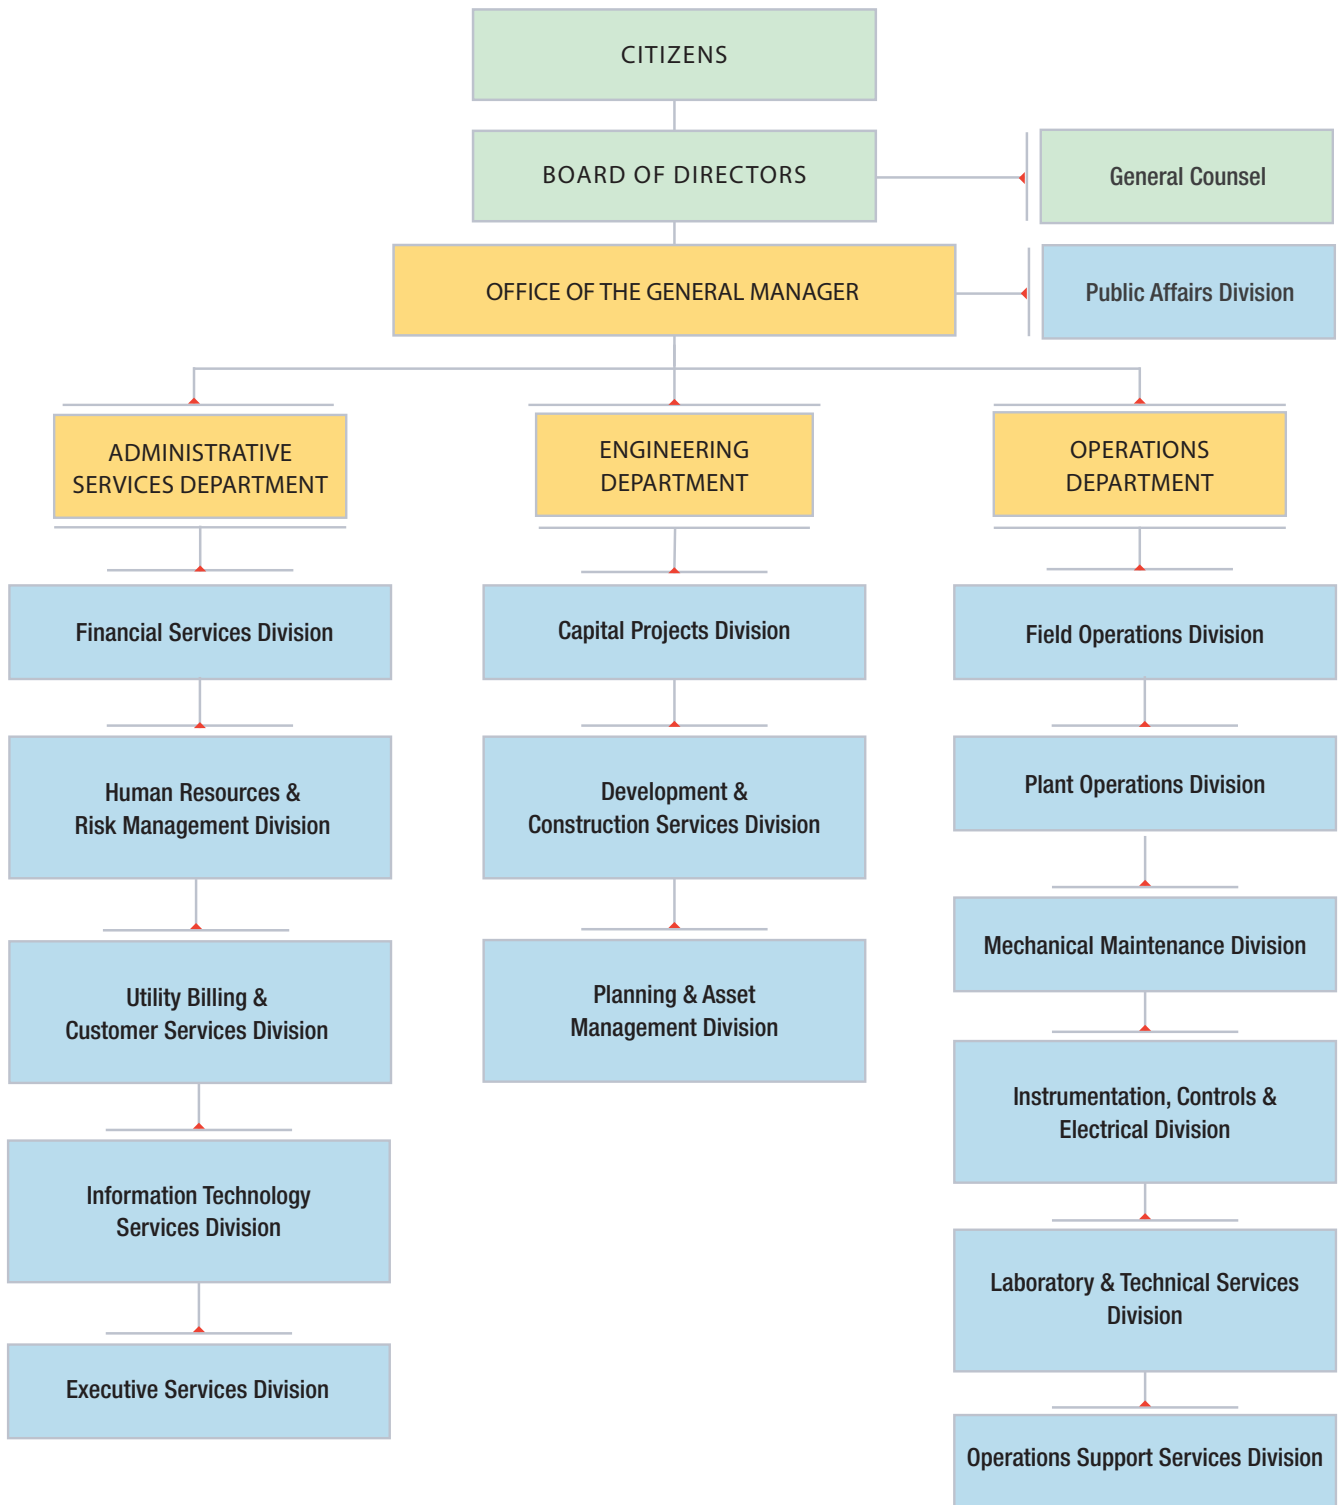 CITIZENS
BOARD OF DIRECTORS
General Counsel
OFFICE OF THE GENERAL MANAGER
Public Affairs Division
ADMINISTRATIVE
SERVICES DEPARTMENT
Financial Services Division
Human Resources &
Risk Management Division
Utility Billing &
Customer Services Division
Information Technology
Services Division
Executive Services Division
ENGINEERING
DEPARTMENT
Capital Projects Division
Development &
Construction Services Division
Planning & Asset
Management Division
OPERATIONS
DEPARTMENT
Field Operations Division
Plant Operations Division
Mechanical Maintenance Division
Instrumentation, Controls &
Electrical Division
Laboratory & Technical Services
Division
Operations Support Services Division